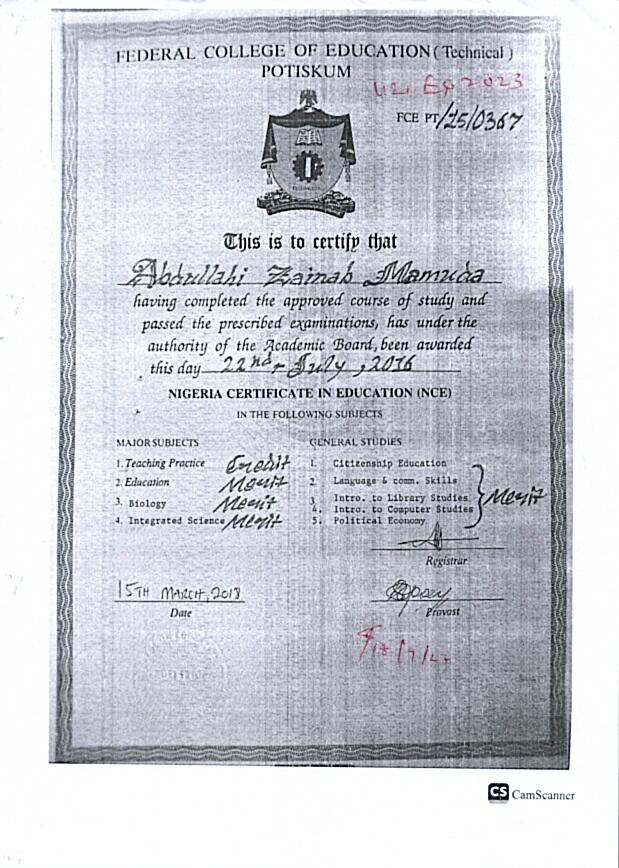 FEDERAL COLLEGE OF EDUCATION ( Technical )
POTISKUM
FCE PT/15/0367
This is to certify that
Abdullahi Zainab Mamuda
having completed the approved course of study and
passed the prescribed examinations, has under the
authority of the Academic Board, been awarded
this day 22nd July, 2016
NIGERIA CERTIFICATE IN EDUCATION (NCE)
IN THE FOLLOWING SUBJECTS
MAJOR SUBJECTS
1. Teaching Practice Credit
2. Education Merit
3. Biology Merit
4. Integrated Science Merit
GENERAL STUDIES
1. Citizenship Education
2. Language & comm. Skills
3. Intro. to Library Studies
4. Intro. to Computer Studies
5. Political Economy
Merit
Registrar
15TH MARCH, 2018
Date
Provost
CS CamScanner